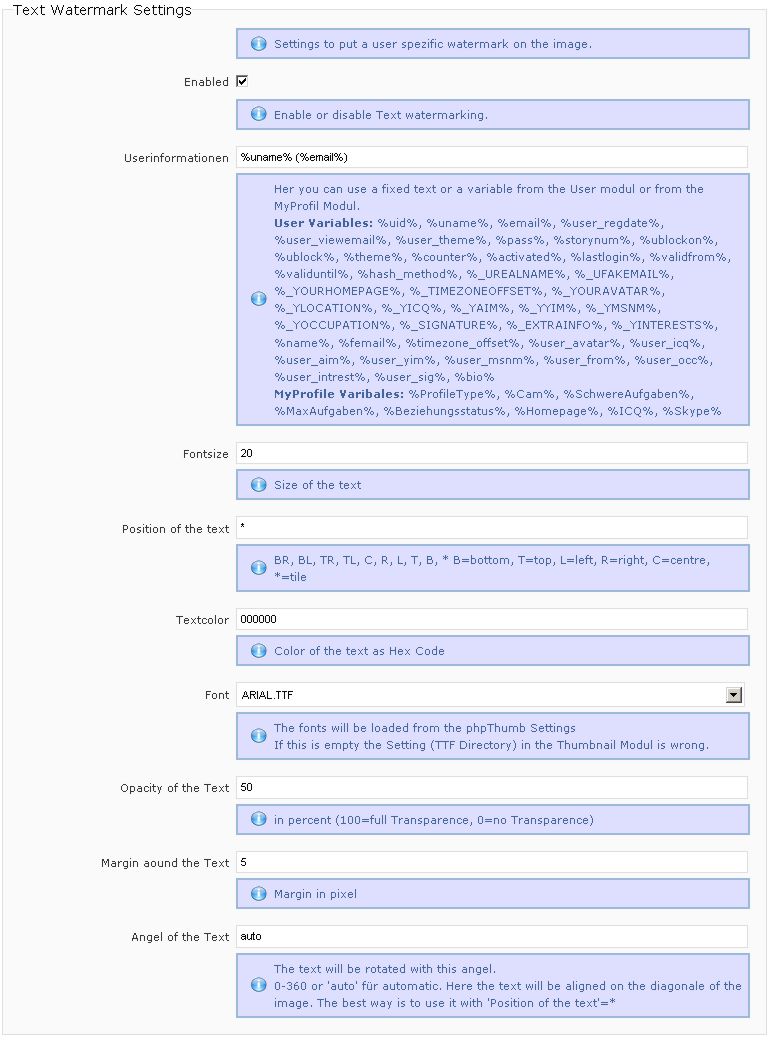 Text Watermark Settings
Settings to put a user spezific watermark on the image.
Enabled
Enable or disable Text watermarking.
Userinformationen %uname% (%email%)
Her you can use a fixed text or a variable from the User modul or from the
MyProfil Modul.
User Variables: %uid%, %uname%, %email%, %user_regdate%,
%user_viewemail%, %user_theme%, %pass%, %storynum%, %ublockon%,
%ublock%, %theme%, %counter%, %activated%, %lastlogin%, %validfrom%,
%validuntil%, %hash_method%, %_UREALNAME%, %_UFAKEMAIL%,
%_YOURHOMEPAGE%, %_TIMEZONEOFFSET%, %_YOURAVATAR%,
%_YLOCATION%, %_YICQ%, %_YAIM%, %_YYIM%, %_YMSNM%,
%_YOCCUPATION%, %_SIGNATURE%, %_EXTRAINFO%, %_YINTERESTS%,
%name%, %femail%, %timezone_offset%, %user_avatar%, %user_icq%,
%user_aim%, %user_yim%, %user_msnm%, %user_from%, %user_occ%,
%user_intrest%, %user_sig%, %bio%
MyProfile Varibales: %ProfileType%, %Cam%, %SchwereAufgaben%,
%MaxAufgaben%, %Beziehungsstatus%, %Homepage%, %ICQ%, %Skype%
Fontsize 20
Size of the text
Position of the text *
BR, BL, TR, TL, C, R, L, T, B, * B=bottom, T=top, L=left, R=right, C=centre,
*=tile
Textcolor 000000
Color of the text as Hex Code
Font ARIAL.TTF
The fonts will be loaded from the phpThumb Settings
If this is empty the Setting (TTF Directory) in the Thumbnail Modul is wrong.
Opacity of the Text 50
in percent (100=full Transparence, 0=no Transparence)
Margin aound the Text 5
Margin in pixel
Angel of the Text auto
The text will be rotated with this angel.
0-360 or 'auto' für automatic. Here the text will be aligned on the diagonale of the
image. The best way is to use it with 'Position of the text'=*